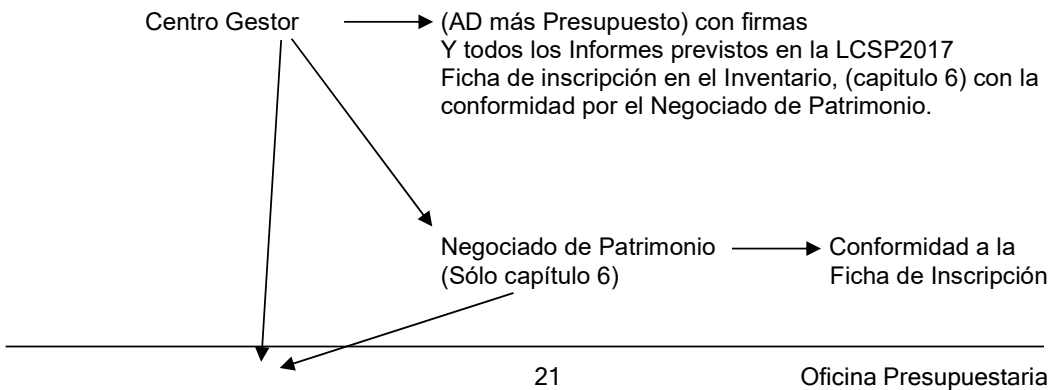 Centro Gestor
(AD más Presupuesto) con firmas
Y todos los Informes previstos en la LCSP2017
Ficha de inscripción en el Inventario, (capitulo 6) con la
conformidad por el Negociado de Patrimonio.
Negociado de Patrimonio
(Sólo capítulo 6)
Conformidad a la
Ficha de Inscripción
21
Oficina Presupuestaria